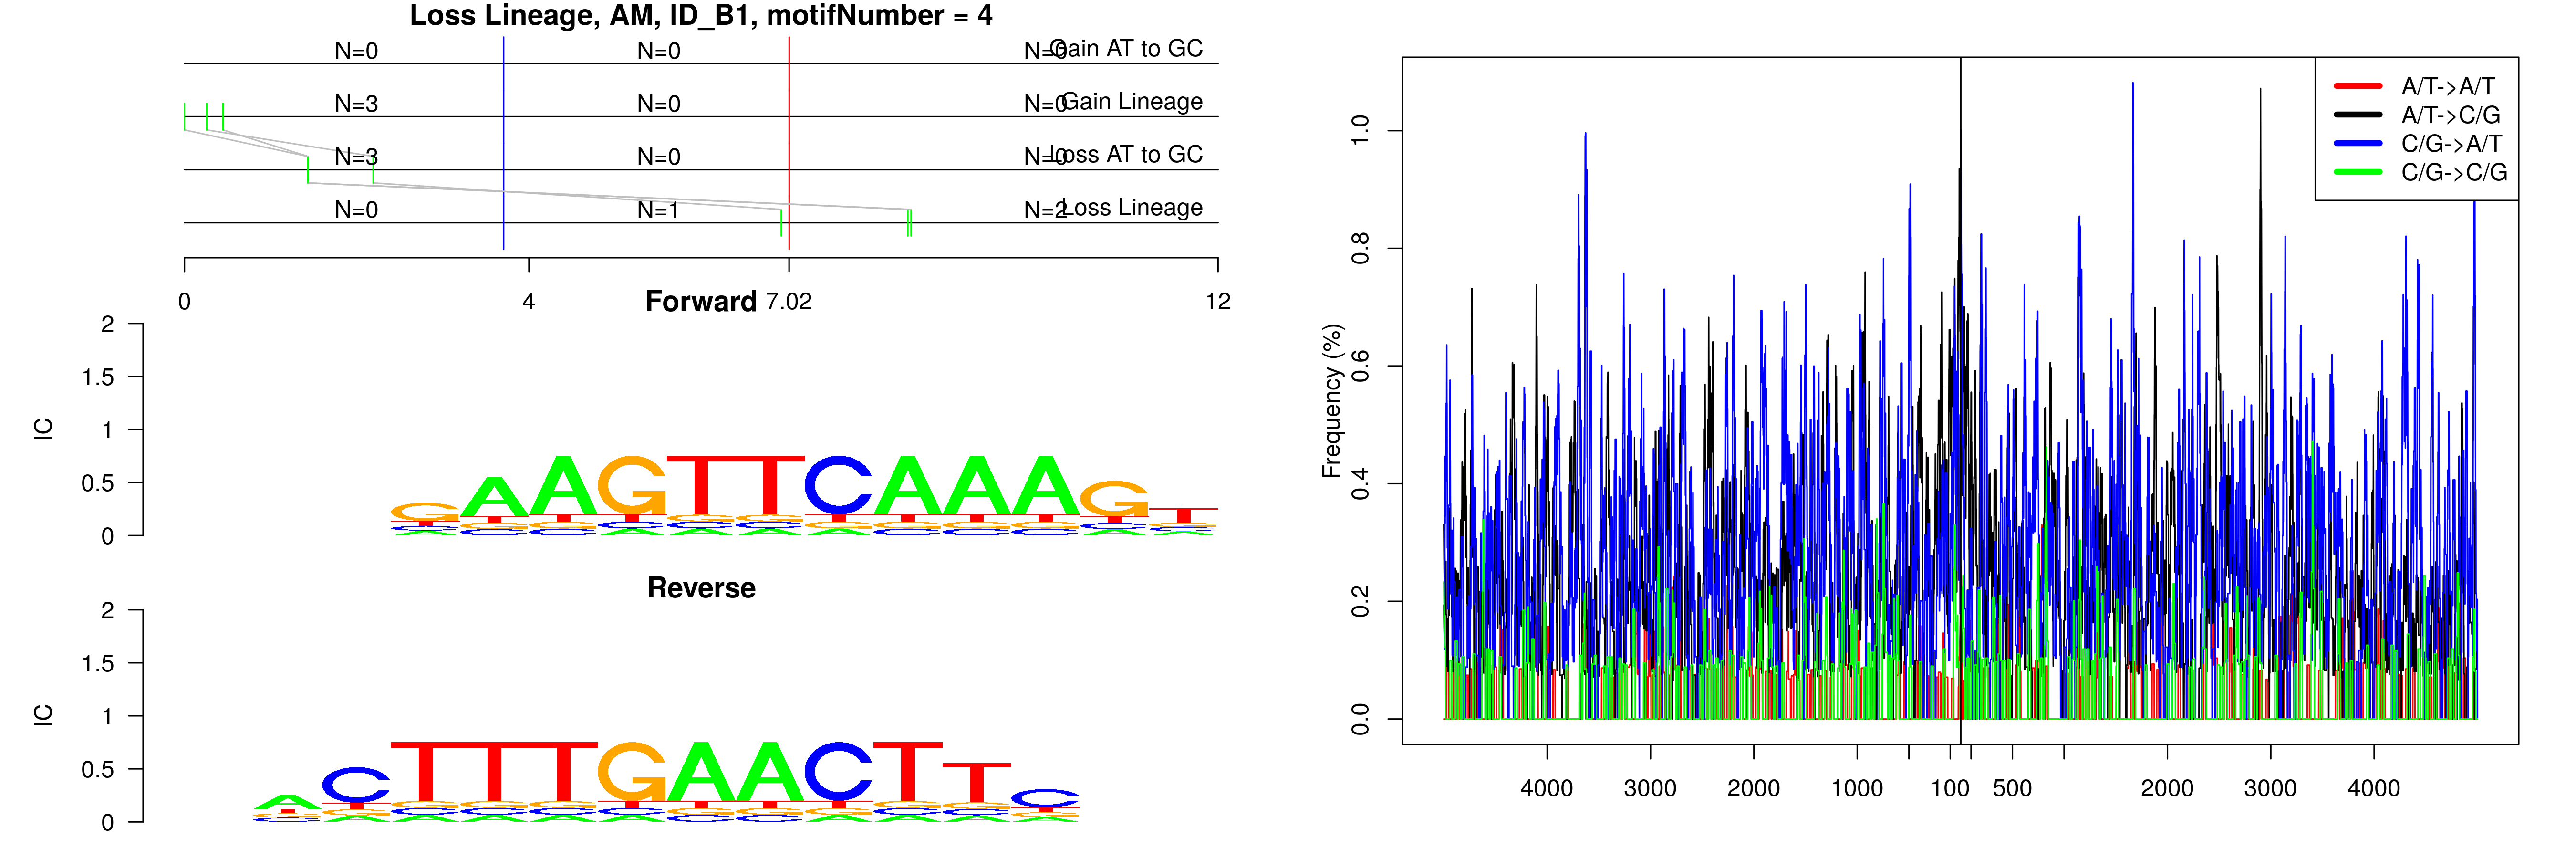 Loss Lineage, AM, ID_B1, motifNumber = 4
N=0 N=0 N=0 Gain AT to GC
N=3 N=0 N=0 Gain Lineage
N=3 N=0 N=0 Loss AT to GC
N=0 N=1 N=2 Loss Lineage
0 4 7.02 12
Forward
2
1.5
1
0.5
0
IC
GAAGTTCAAAGT
Reverse
2
1.5
1
0.5
0
IC
ACTTTGAACTTC
Frequency (%)
1.0
0.8
0.6
0.4
0.2
0.0
A/T->A/T
A/T->C/G
C/G->A/T
C/G->C/G
4000 3000 2000 1000 100 500 2000 3000 4000